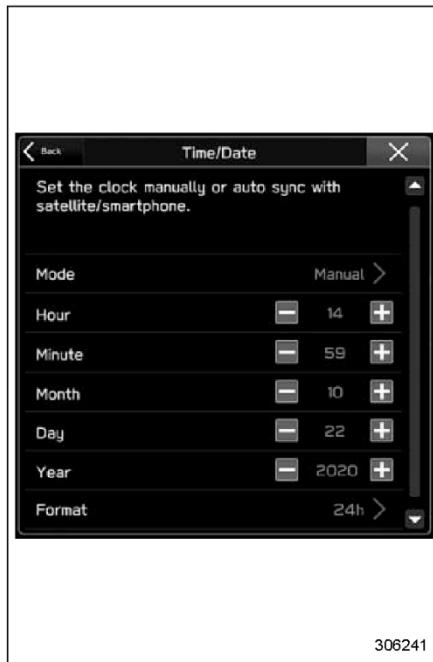 Back Time/Date
Set the clock manually or auto sync with
satellite/smartphone.
Mode Manual
Hour 14
Minute 59
Month 10
Day 22
Year 2020
Format 24h
306241